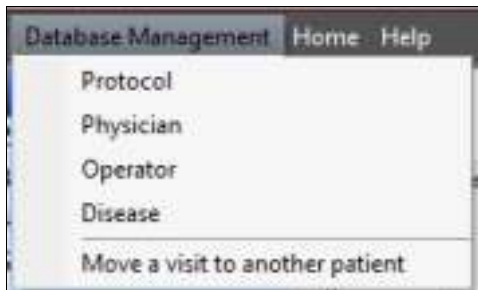 Database Management Home Help
Protocol
Physician
Operator
Disease
Move a visit to another patient